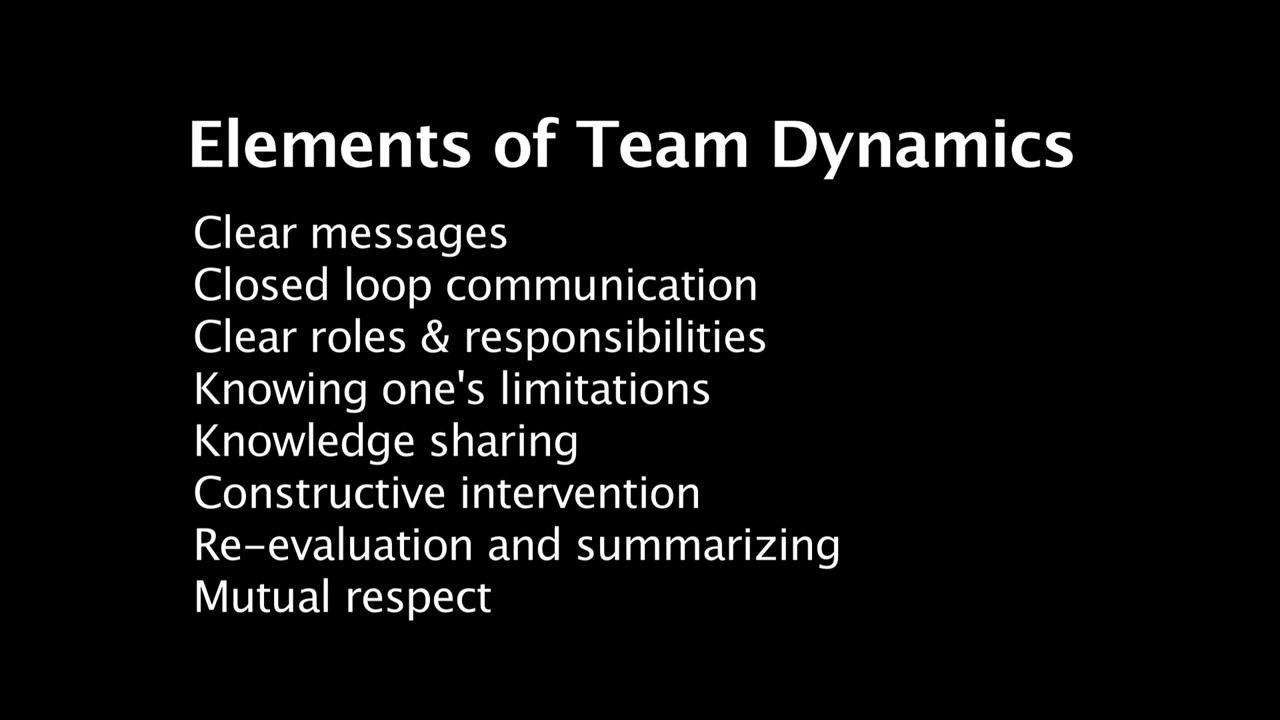 Elements of Team Dynamics
Clear messages
Closed loop communication
Clear roles & responsibilities
Knowing one's limitations
Knowledge sharing
Constructive intervention
Re-evaluation and summarizing
Mutual respect